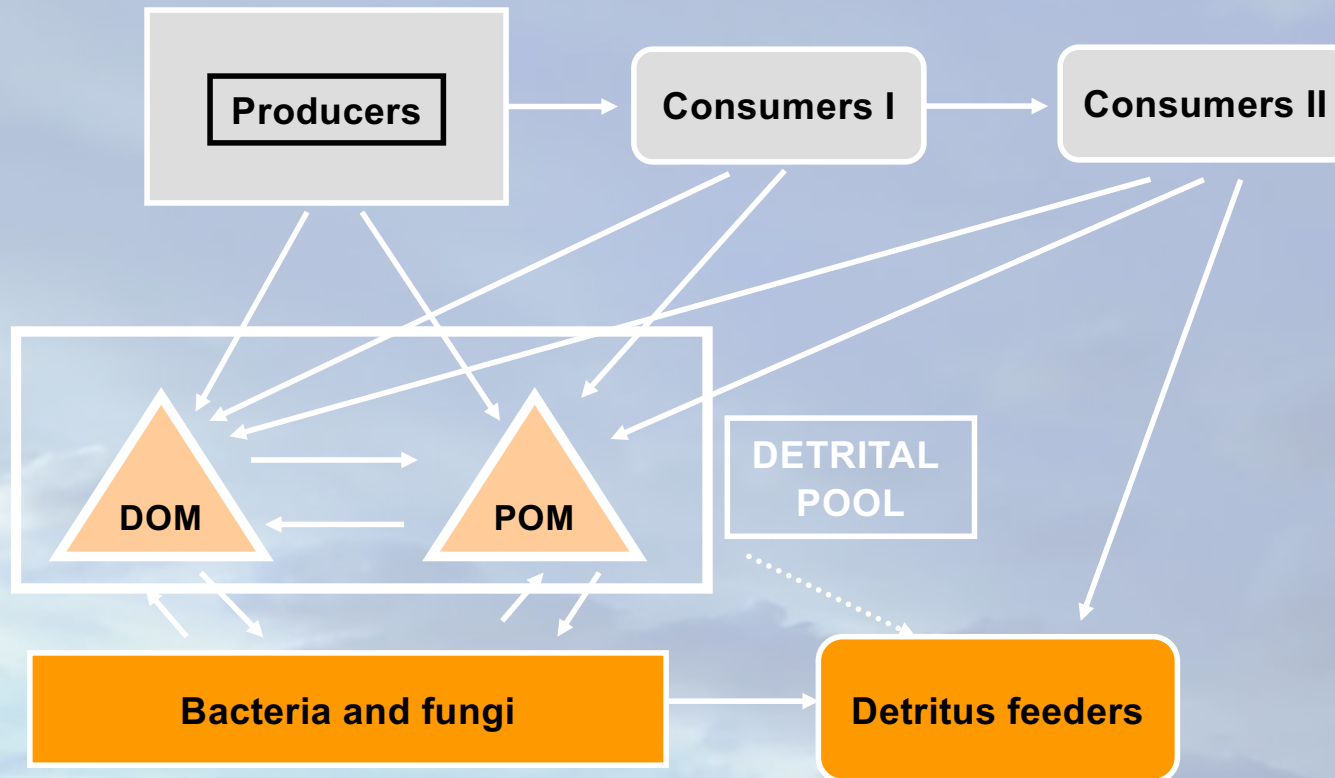 Producers
Consumers I
Consumers II
DETRITAL
POOL
DOM
POM
Bacteria and fungi
Detritus feeders